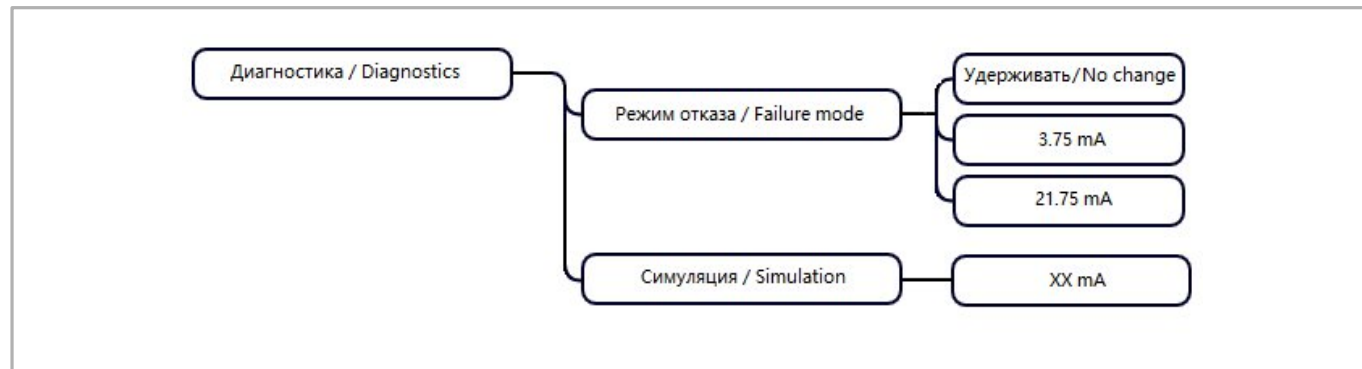 Диагностика / Diagnostics
Режим отказа / Failure mode
Удерживать/No change
3.75 mA
21.75 mA
Симуляция / Simulation
XX mA